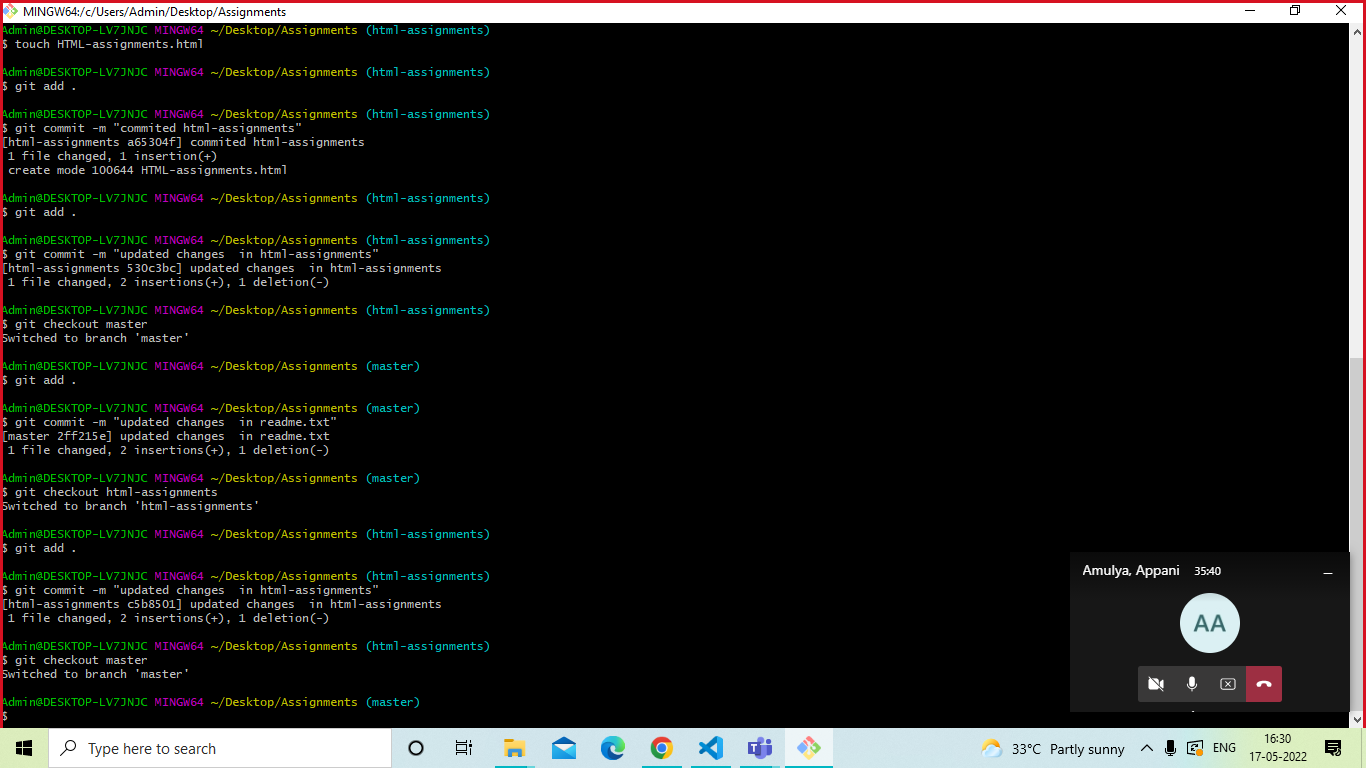 MINGW64:/c/Users/Admin/Desktop/Assignments
Admin@DESKTOP-LV7JNJC MINGW64 ~/Desktop/Assignments (html-assignments)
$ touch HTML-assignments.html
Admin@DESKTOP-LV7JNJC MINGW64 ~/Desktop/Assignments (html-assignments)
$ git add .
Admin@DESKTOP-LV7JNJC MINGW64 ~/Desktop/Assignments (html-assignments)
$ git commit -m "commited html-assignments"
[html-assignments a65304f] commited html-assignments
1 file changed, 1 insertion(+)
create mode 100644 HTML-assignments.html
Admin@DESKTOP-LV7JNJC MINGW64 ~/Desktop/Assignments (html-assignments)
$ git add .
Admin@DESKTOP-LV7JNJC MINGW64 ~/Desktop/Assignments (html-assignments)
$ git commit -m "updated changes  in html-assignments"
[html-assignments 530c3bc] updated changes  in html-assignments
1 file changed, 2 insertions(+), 1 deletion(-)
Admin@DESKTOP-LV7JNJC MINGW64 ~/Desktop/Assignments (html-assignments)
$ git checkout master
Switched to branch 'master'
Admin@DESKTOP-LV7JNJC MINGW64 ~/Desktop/Assignments (master)
$ git add .
Admin@DESKTOP-LV7JNJC MINGW64 ~/Desktop/Assignments (master)
$ git commit -m "updated changes  in readme.txt"
[master 2ff215e] updated changes  in readme.txt
1 file changed, 2 insertions(+), 1 deletion(-)
Admin@DESKTOP-LV7JNJC MINGW64 ~/Desktop/Assignments (master)
$ git checkout html-assignments
Switched to branch 'html-assignments'
Admin@DESKTOP-LV7JNJC MINGW64 ~/Desktop/Assignments (html-assignments)
$ git add .
Admin@DESKTOP-LV7JNJC MINGW64 ~/Desktop/Assignments (html-assignments)
$ git commit -m "updated changes  in html-assignments"
[html-assignments c5b8501] updated changes  in html-assignments
1 file changed, 2 insertions(+), 1 deletion(-)
Admin@DESKTOP-LV7JNJC MINGW64 ~/Desktop/Assignments (html-assignments)
$ git checkout master
Switched to branch 'master'
Admin@DESKTOP-LV7JNJC MINGW64 ~/Desktop/Assignments (master)
$
Amulya, Appani 35:40
AA
Type here to search
33°C Partly sunny
ENG
16:30
17-05-2022